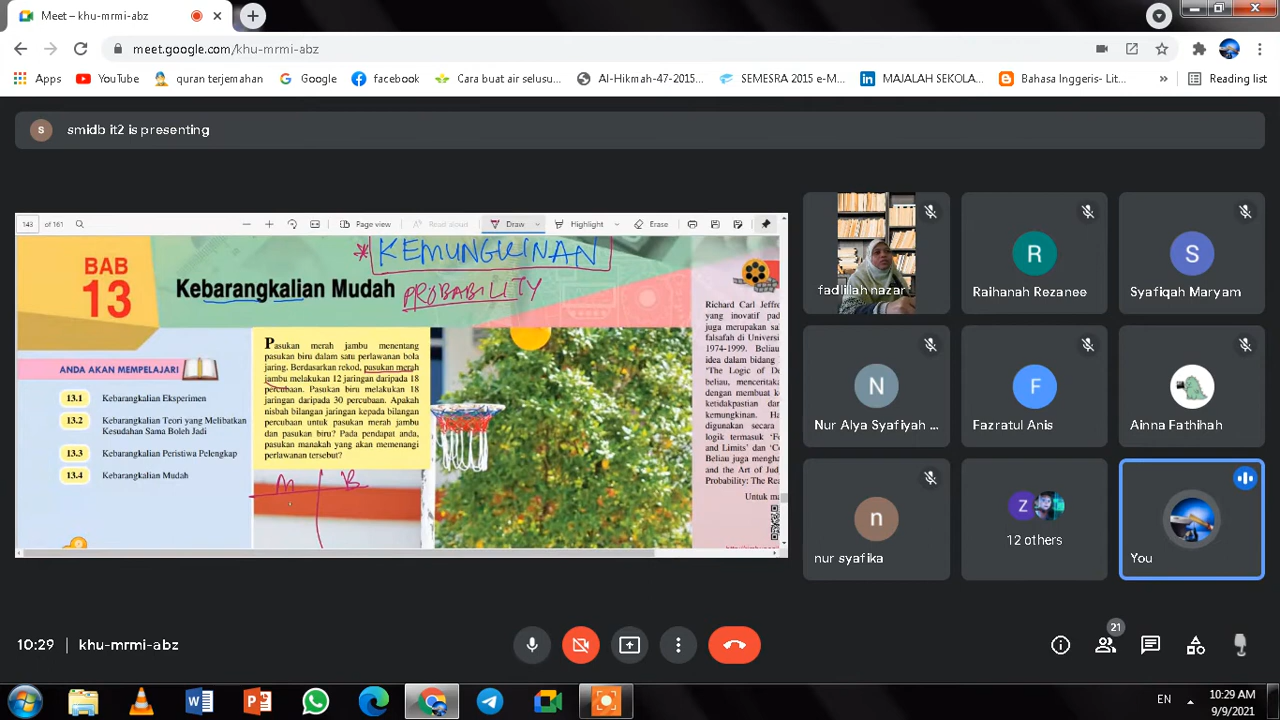 Meet – khu-mrmi-abz
meet.google.com/khu-mrmi-abz
Apps YouTube quran terjemahan Google facebook Cara buat air selusu... Al-Hikmah-47-2015... SEMESRA 2015 e-M... MAJALAH SEKOLA... Bahasa Inggeris- Lit... » Reading list
s smidb it2 is presenting
143 of 161 Page view Read aloud Draw Highlight Erase
* KEMUNGKINAN
BAB
13
Kebarangkalian Mudah PROBABILITY
ANDA AKAN MEMPELAJARI
13.1 Kebarangkalian Eksperimen
13.2 Kebarangkalian Teori yang Melibatkan
Kesudahan Sama Boleh Jadi
13.3 Kebarangkalian Peristiwa Pelengkap
13.4 Kebarangkalian Mudah
Pasukan merah jambu menentang
pasukan biru dalam satu perlawanan bola
jaring. Berdasarkan rekod, pasukan merah
jambu melakukan 12 jaringan daripada 18
percubaan. Pasukan biru melakukan 18
jaringan daripada 30 percubaan. Apakah
nisbah bilangan jaringan kepada bilangan
percubaan untuk pasukan merah jambu
dan pasukan biru? Pada pendapat anda,
pasukan manakah yang akan memenangi
perlawanan tersebut?
M B
Richard Carl Jeffre
yang inovatif pad
juga merupakan sa
falsafah di Universi
1974-1999. Beliau
idea dalam bidang
'The Logic of De
beliau, menceritaka
dengan membuat k
ketidakpastian dar
kemungkinan. Ha
digunakan secara
logik termasuk 'Fo
and Limits' dan 'C
Beliau juga mengha
and the Art of Judg
Probability: The Rea
Untuk ma
fadlillah nazar
R
Raihanah Rezanee
S
Syafiqah Maryam
N
Nur Alya Syafiyah ...
F
Fazratul Anis
Ainna Fathihah
n
nur syafika
Z
12 others
You
10:29 | khu-mrmi-abz
21
EN
10:29 AM
9/9/2021